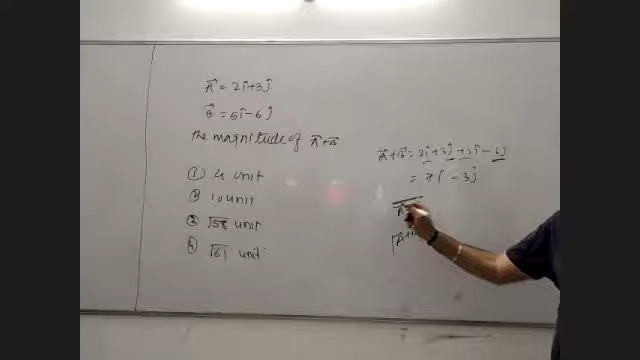 A⃗ = 2î+3ĵ
B⃗ = 5î-6ĵ
the magnitude of A⃗+B⃗
① 4 unit
② 10 unit
③ √58 unit
④ √61 unit
A⃗+B⃗ = 2î+3ĵ+5î-6ĵ
= 7î - 3ĵ
|A⃗+B⃗